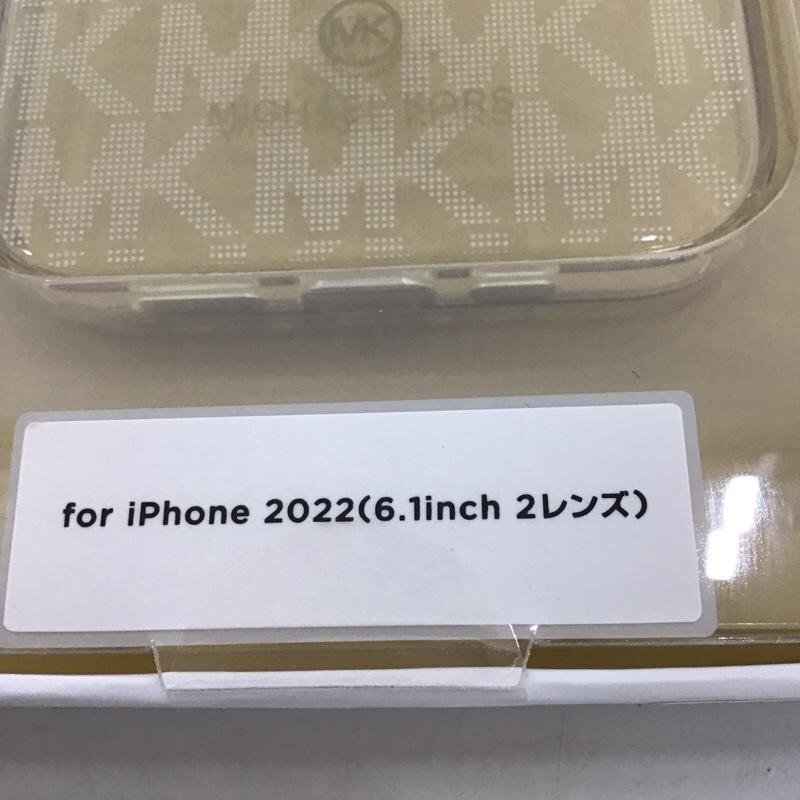 MK
MICHAEL KORS
for iPhone 2022(6.1inch 2レンズ)